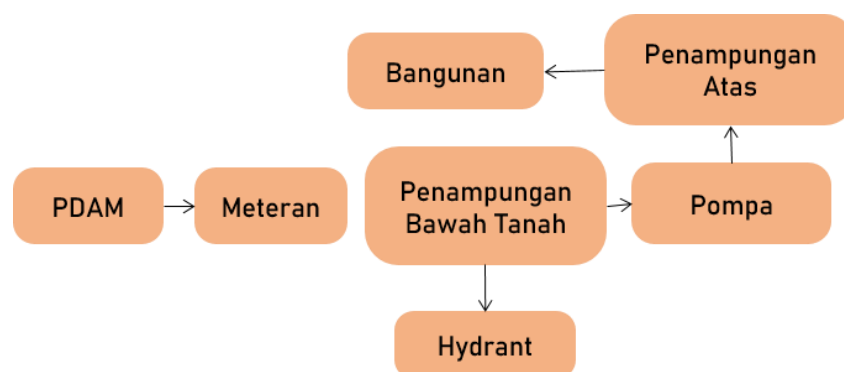 PDAM
Meteran
Penampungan
Bawah Tanah
Hydrant
Pompa
Penampungan
Atas
Bangunan